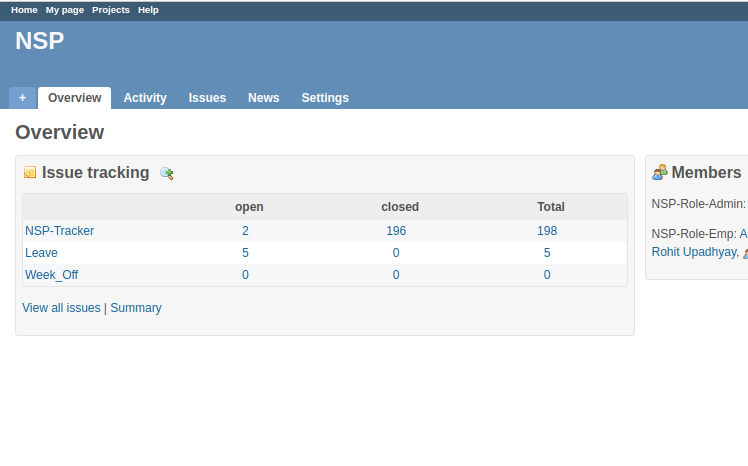 Home My page Projects Help
NSP
+ Overview Activity Issues News Settings
Overview
Issue tracking
open closed Total
NSP-Tracker 2 196 198
Leave 5 0 5
Week_Off 0 0 0
View all issues | Summary
Members
NSP-Role-Admin:
NSP-Role-Emp: A
Rohit Upadhyay,